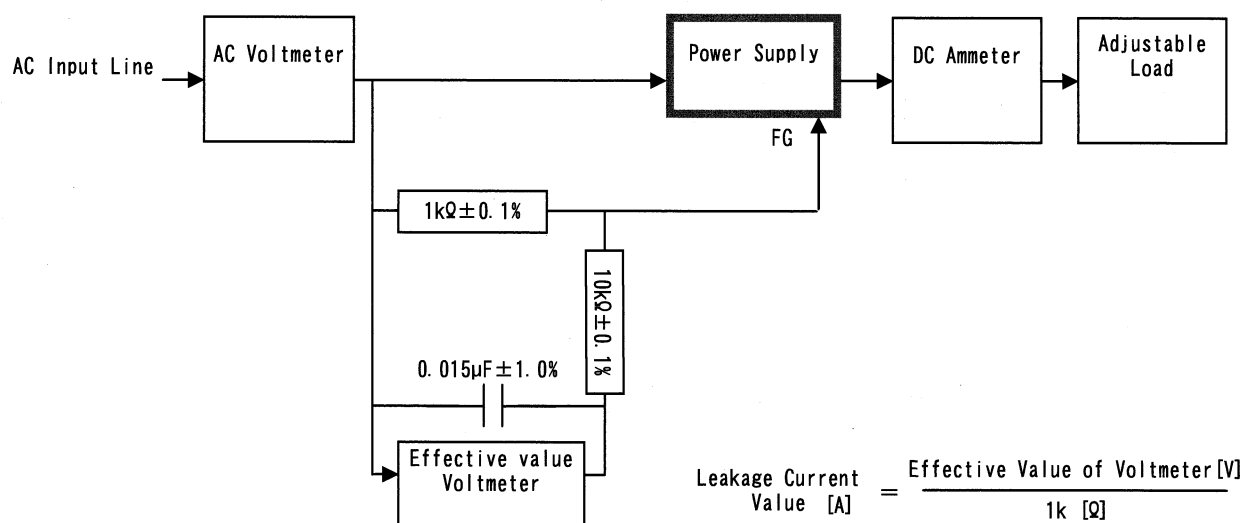 AC Input Line
AC Voltmeter
Power Supply
DC Ammeter
Adjustable
Load
FG
1kΩ±0.1%
10kΩ±0.1%
0.015μF±1.0%
Effective value
Voltmeter
Leakage Current
Value [A]
=
Effective Value of Voltmeter[V]
1k [Ω]